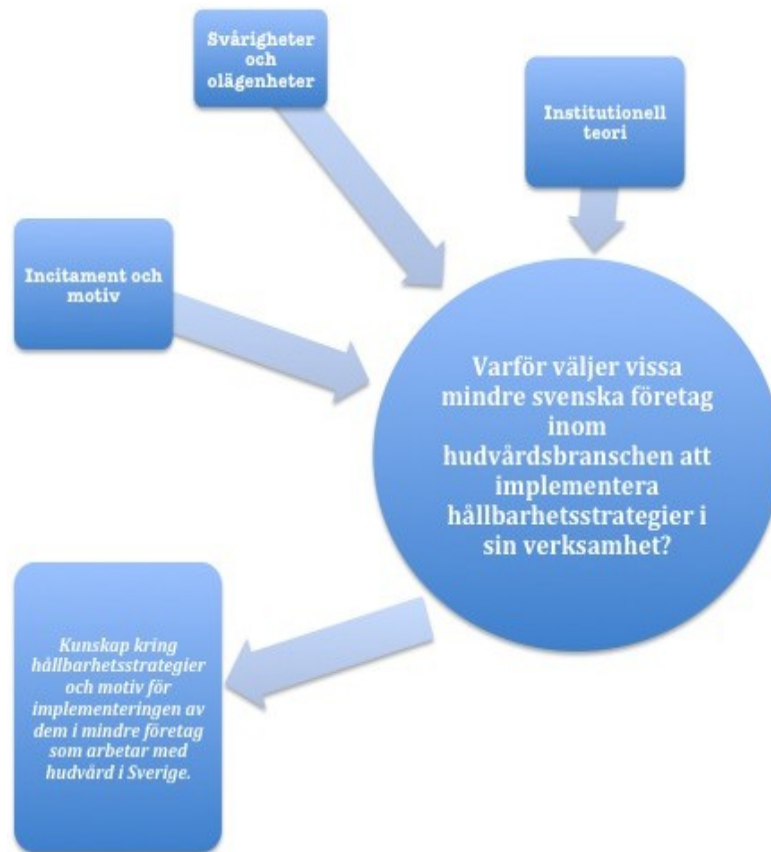 Svårigheter
och
olägenheter
Institutionell
teori
Incitament och
motiv
Varför väljer vissa
mindre svenska företag
inom
hudvårdsbranschen att
implementera
hållbarhetsstrategier i
sin verksamhet?
Kunskap kring
hållbarhetsstrategier
och motiv för
implementeringen av
dem i mindre företag
som arbetar med
hudvård i Sverige.